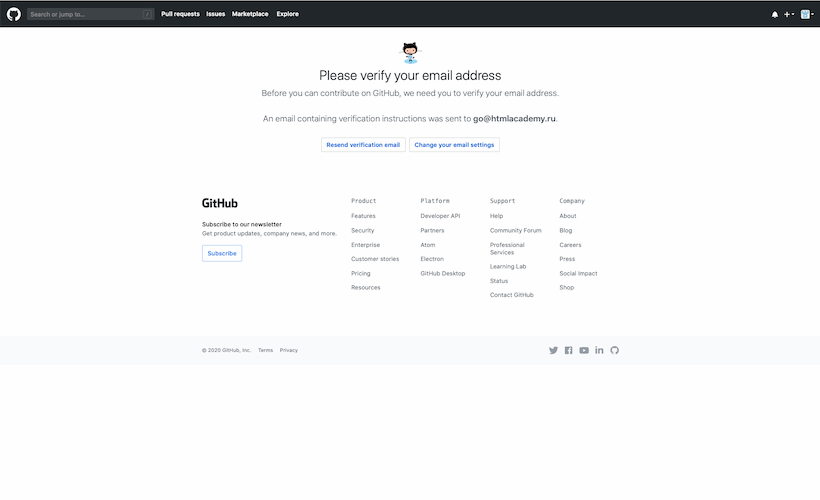 Search or jump to...
/
Pull requests
Issues
Marketplace
Explore
Please verify your email address
Before you can contribute on GitHub, we need you to verify your email address.
An email containing verification instructions was sent to go@htmlacademy.ru.
Resend verification email
Change your email settings
GitHub
Subscribe to our newsletter
Get product updates, company news, and more.
Subscribe
Product
Features
Security
Enterprise
Customer stories
Pricing
Resources
Platform
Developer API
Partners
Atom
Electron
GitHub Desktop
Support
Help
Community Forum
Professional
Services
Learning Lab
Status
Contact GitHub
Company
About
Blog
Careers
Press
Social Impact
Shop
© 2020 GitHub, Inc.
Terms
Privacy